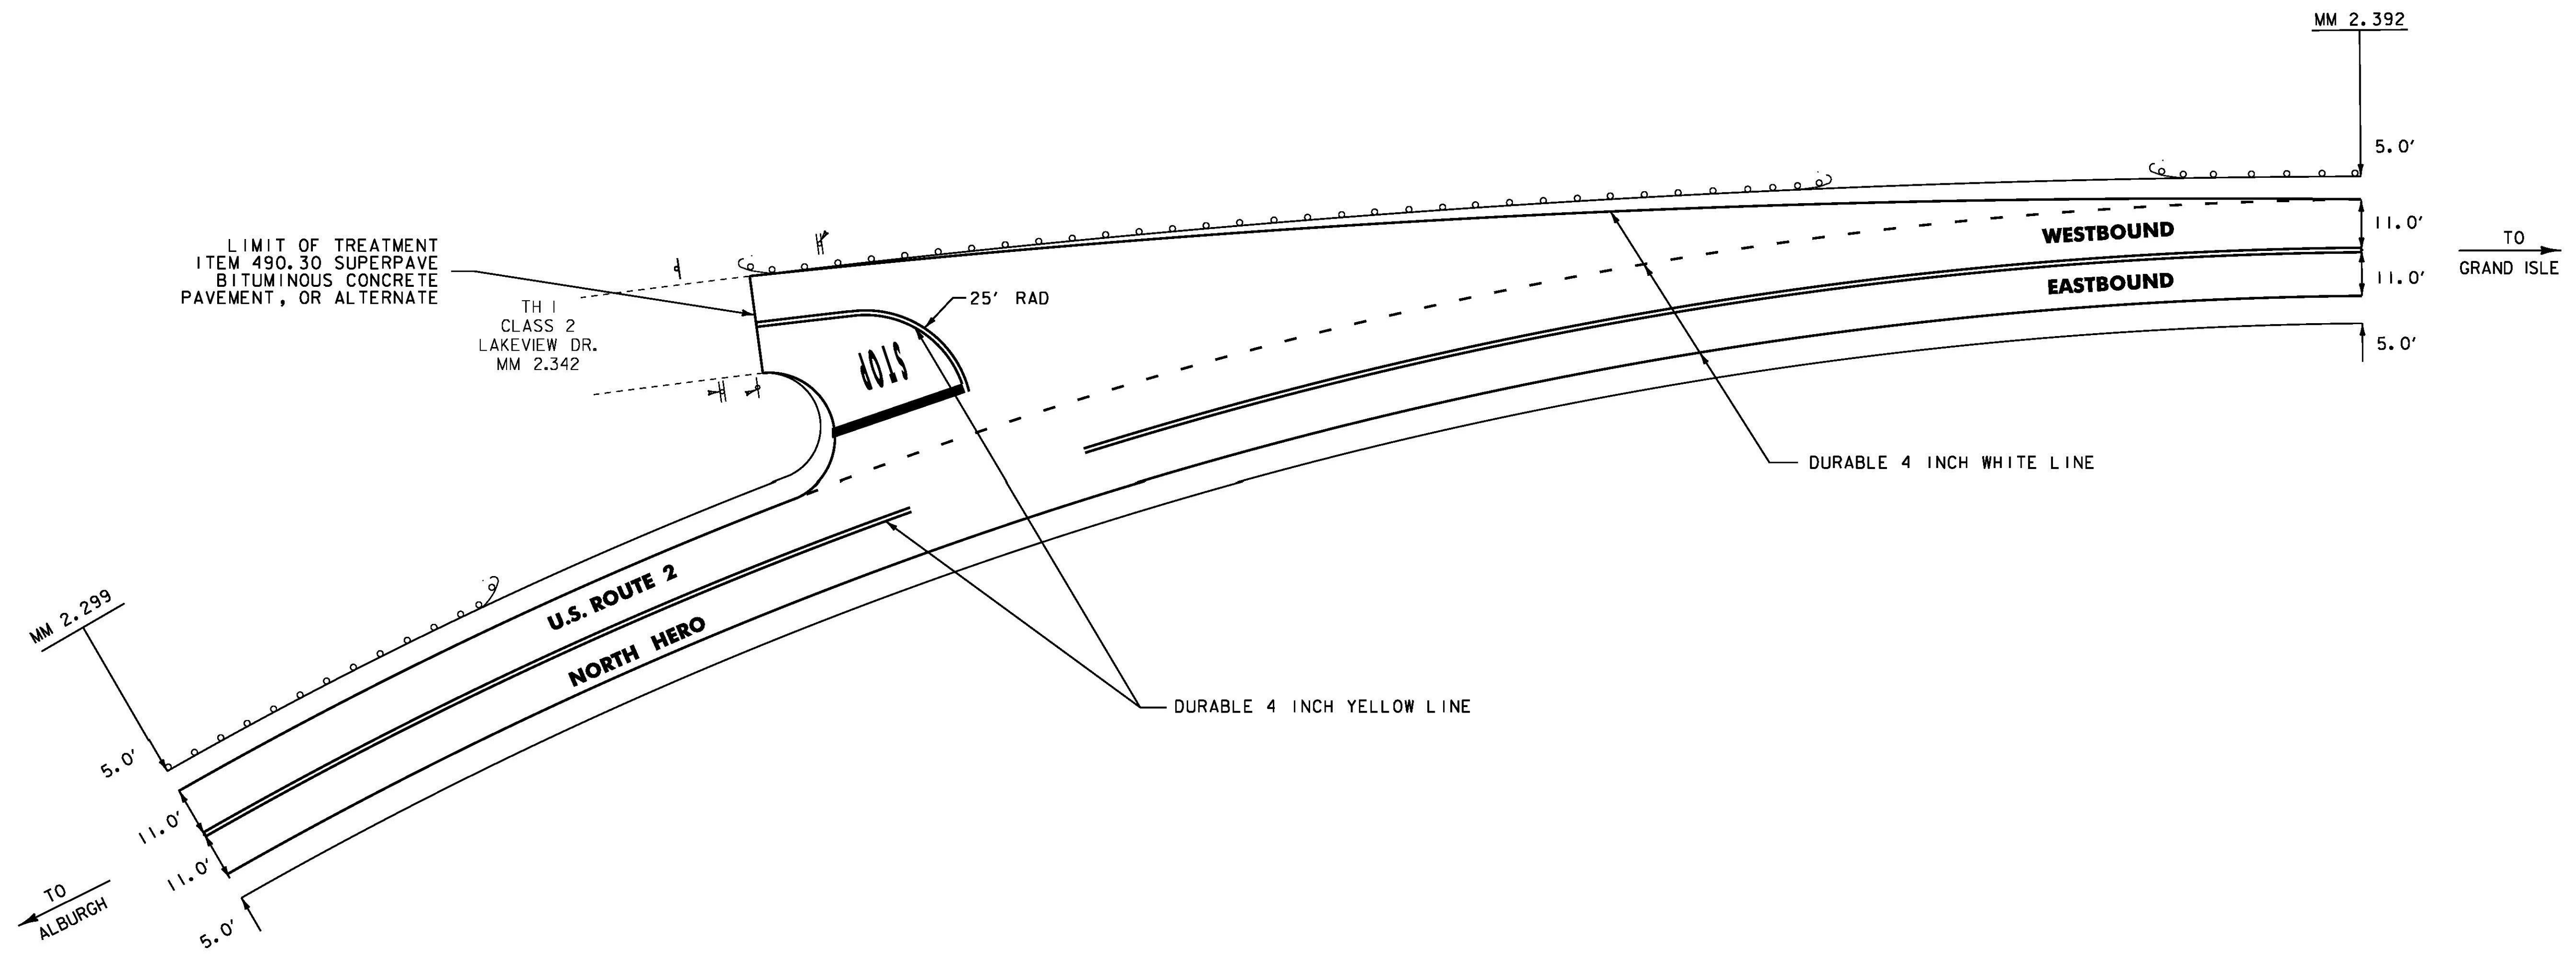 MM 2.392
5.0'
11.0'
11.0'
5.0'
TO
GRAND ISLE
WESTBOUND
EASTBOUND
LIMIT OF TREATMENT
ITEM 490.30 SUPERPAVE
BITUMINOUS CONCRETE
PAVEMENT, OR ALTERNATE
TH 1
CLASS 2
LAKEVIEW DR.
MM 2.342
25' RAD
STOP
DURABLE 4 INCH WHITE LINE
U.S. ROUTE 2
NORTH HERO
DURABLE 4 INCH YELLOW LINE
MM 2.299
5.0'
11.0'
11.0'
5.0'
TO
ALBURGH